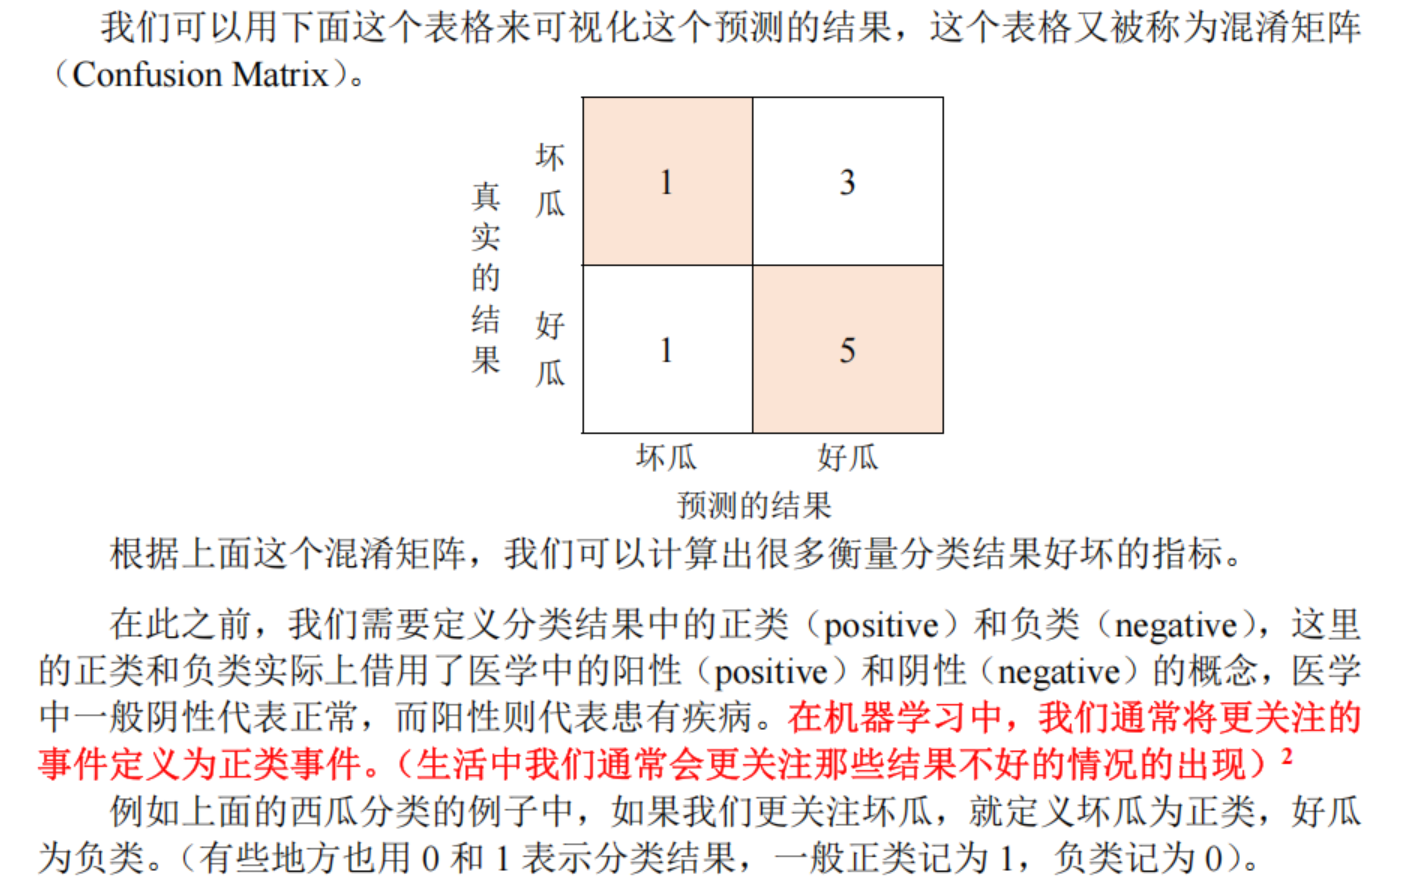 我们可以用下面这个表格来可视化这个预测的结果，这个表格又被称为混淆矩阵
（Confusion Matrix）。
真实的结果
坏瓜
1
3
好瓜
1
5
坏瓜
好瓜
预测的结果
根据上面这个混淆矩阵，我们可以计算出很多衡量分类结果好坏的指标。
在此之前，我们需要定义分类结果中的正类（positive）和负类（negative），这里
的正类和负类实际上借用了医学中的阳性（positive）和阴性（negative）的概念，医学
中一般阴性代表正常，而阳性则代表患有疾病。在机器学习中，我们通常将更关注的
事件定义为正类事件。（生活中我们通常会更关注那些结果不好的情况的出现）2
例如上面的西瓜分类的例子中，如果我们更关注坏瓜，就定义坏瓜为正类，好瓜
为负类。（有些地方也用 0 和 1 表示分类结果，一般正类记为 1，负类记为 0）。